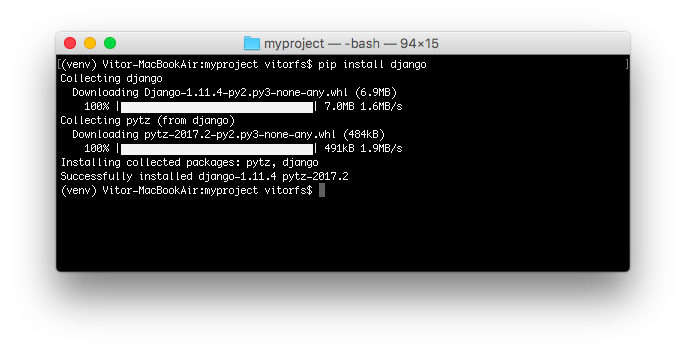 myproject — -bash — 94×15
[(venv) Vitor-MacBookAir:myproject vitorfs$ pip install django ]
Collecting django
  Downloading Django-1.11.4-py2.py3-none-any.whl (6.9MB)
    100% |████████████████████████████████| 7.0MB 1.6MB/s
Collecting pytz (from django)
  Downloading pytz-2017.2-py2.py3-none-any.whl (484kB)
    100% |████████████████████████████████| 491kB 1.9MB/s
Installing collected packages: pytz, django
Successfully installed django-1.11.4 pytz-2017.2
(venv) Vitor-MacBookAir:myproject vitorfs$